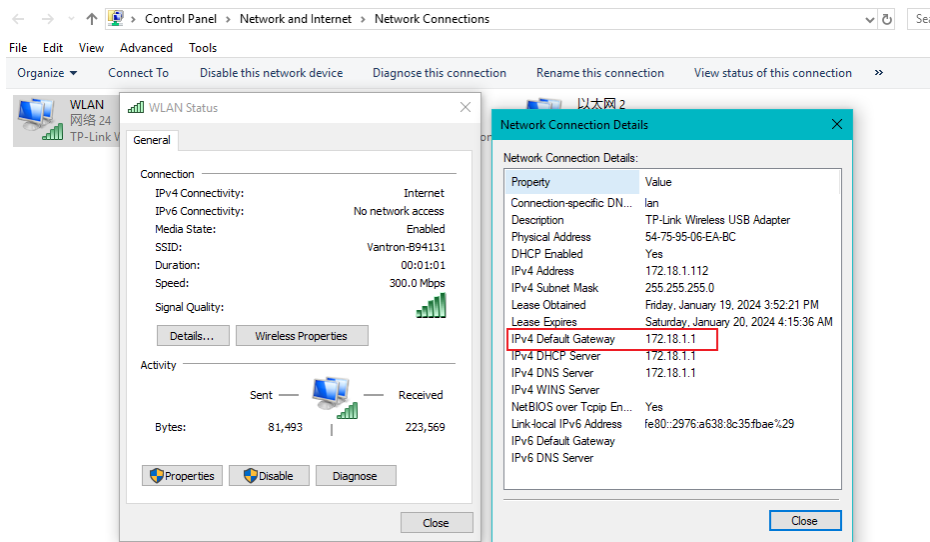 Control Panel › Network and Internet › Network Connections
Sea
File Edit View Advanced Tools
Organize Connect To Disable this network device Diagnose this connection Rename this connection View status of this connection »
WLAN
网络 24
TP-Link W
以太网 2
WLAN Status
General
Connection
IPv4 Connectivity: Internet
IPv6 Connectivity: No network access
Media State: Enabled
SSID: Vantron-B94131
Duration: 00:01:01
Speed: 300.0 Mbps
Signal Quality:
Details... Wireless Properties
Activity
Sent Received
Bytes: 81,493 223,569
Properties Disable Diagnose
Close
Network Connection Details
Network Connection Details:
Property Value
Connection-specific DN... lan
Description TP-Link Wireless USB Adapter
Physical Address 54-75-95-06-EA-BC
DHCP Enabled Yes
IPv4 Address 172.18.1.112
IPv4 Subnet Mask 255.255.255.0
Lease Obtained Friday, January 19, 2024 3:52:21 PM
Lease Expires Saturday, January 20, 2024 4:15:36 AM
IPv4 Default Gateway 172.18.1.1
IPv4 DHCP Server 172.18.1.1
IPv4 DNS Server 172.18.1.1
IPv4 WINS Server
NetBIOS over Tcpip En... Yes
Link-local IPv6 Address fe80::2976:a638:8c35:fbae%29
IPv6 Default Gateway
IPv6 DNS Server
Close